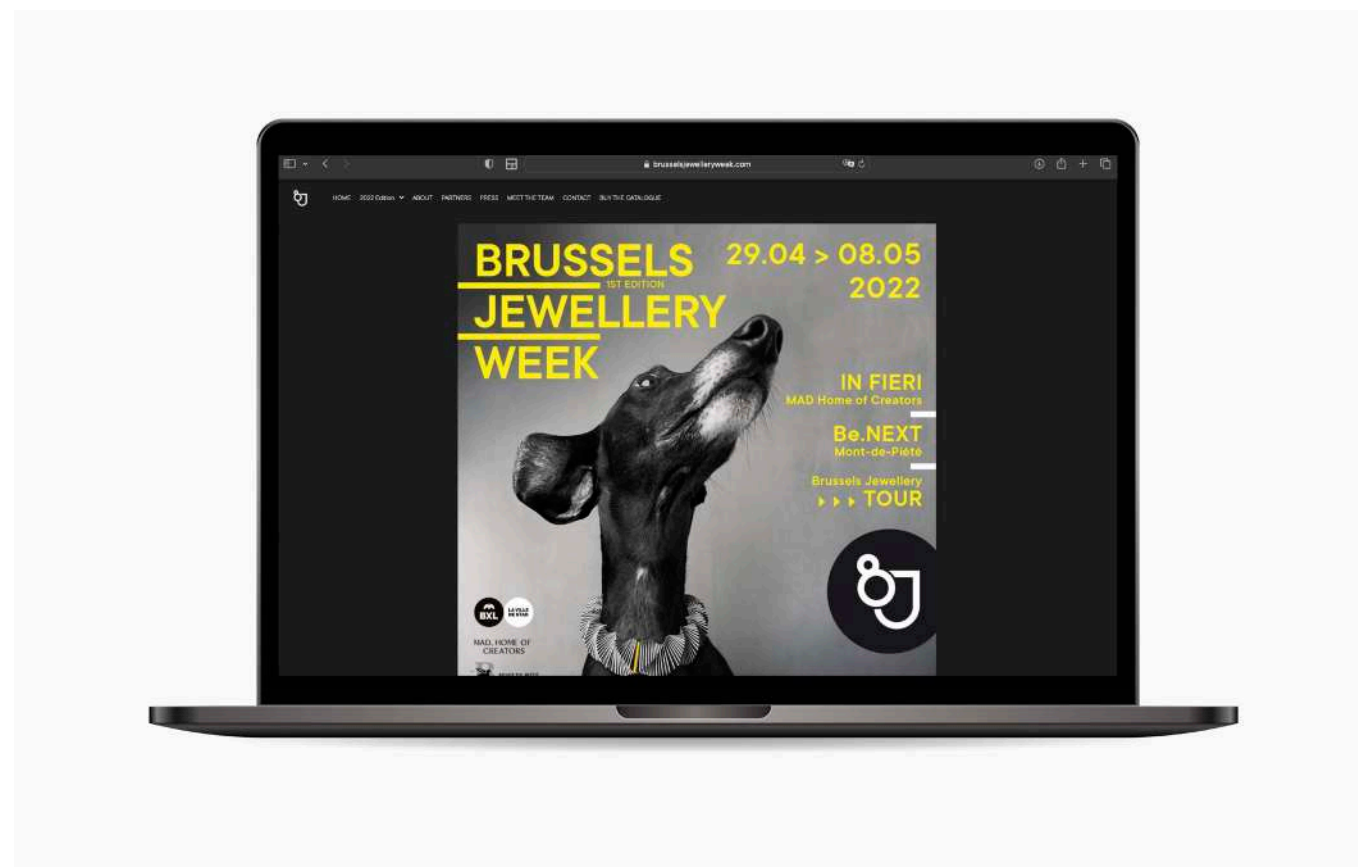 brusselsjewelleryweek.com
HOME 2022 Edition ABOUT PARTNERS PRESS MEET THE TEAM CONTACT BUY THE CATALOGUE
BRUSSELS
1ST EDITION
JEWELLERY
WEEK
29.04 > 08.05
2022
IN FIERI
MAD Home of Creators
Be.NEXT
Mont-de-Piété
Brussels Jewellery
TOUR
BXL
LA VILLE
DE STAD
MAD, HOME OF
CREATORS